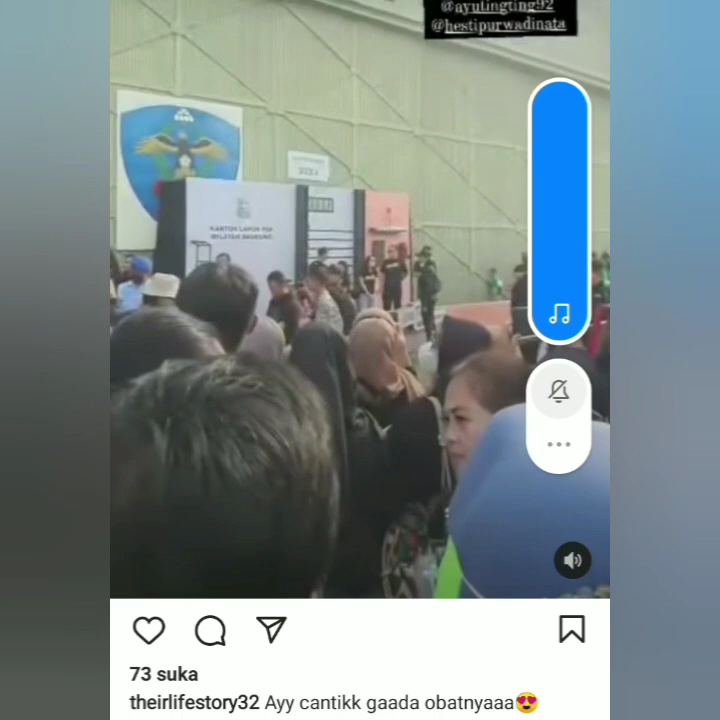 @ayutingting92
@hestipurwadinata
73 suka
theirlifestory32 Ayy cantikk gaada obatnyaaa😍